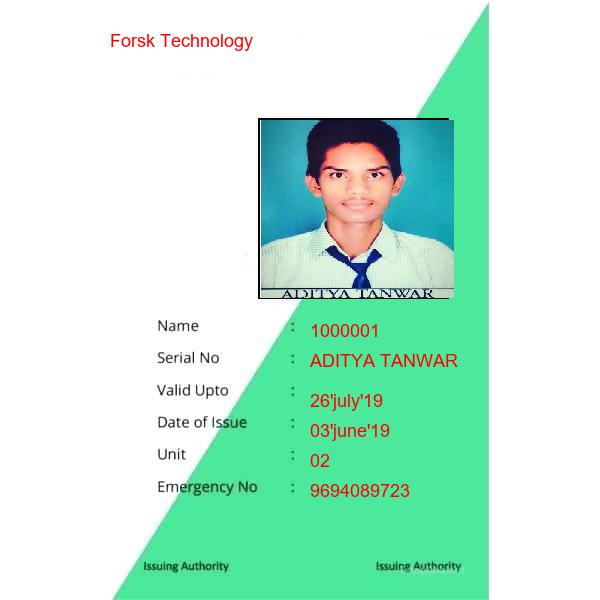 Forsk Technology
ADITYA TANWAR
Name : 1000001
Serial No : ADITYA TANWAR
Valid Upto : 26'july'19
Date of Issue : 03'june'19
Unit : 02
Emergency No : 9694089723
Issuing Authority Issuing Authority